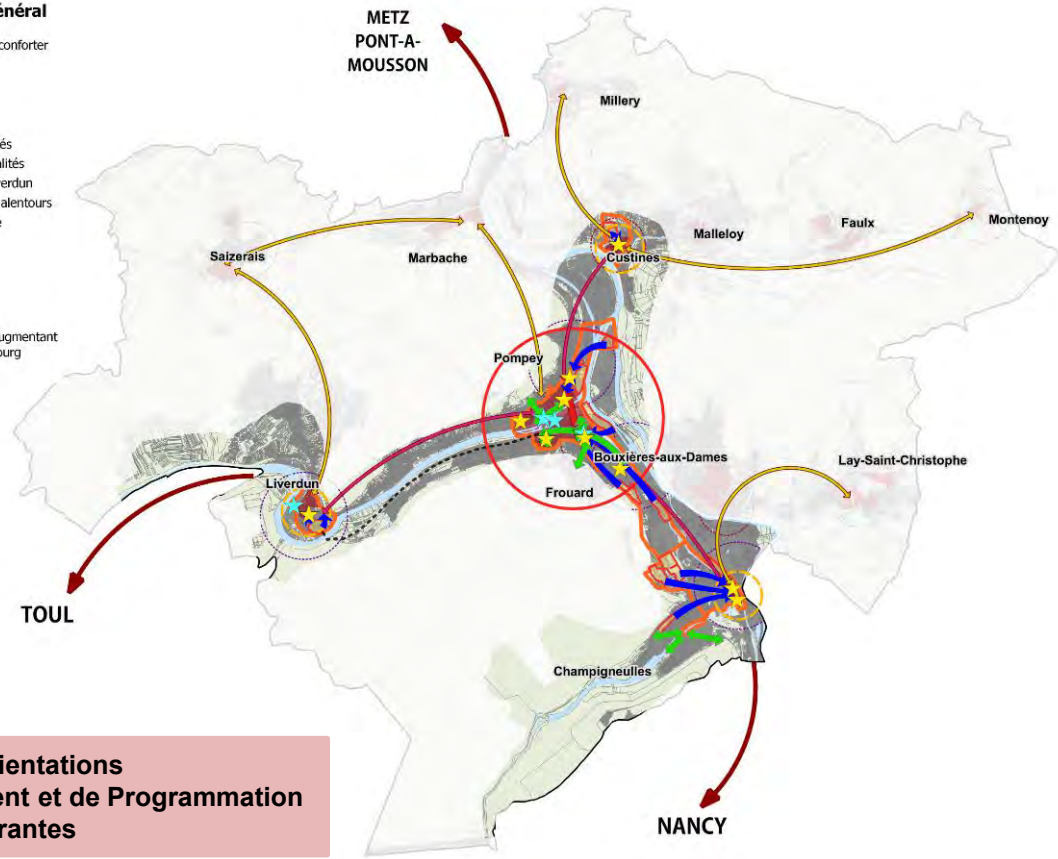 énéral
conforter
és
alités
verdun
alentours
e
ugmentant
ourg
METZ
PONT-A-
MOUSSON
Millery
Malleloy
Faulx
Montenoy
Custines
Saizerais
Marbache
Pompey
Bouxières-aux-Dames
Lay-Saint-Christophe
Frouard
Liverdun
TOUL
Champigneulles
NANCY
ientations
ent et de Programmation
rantes